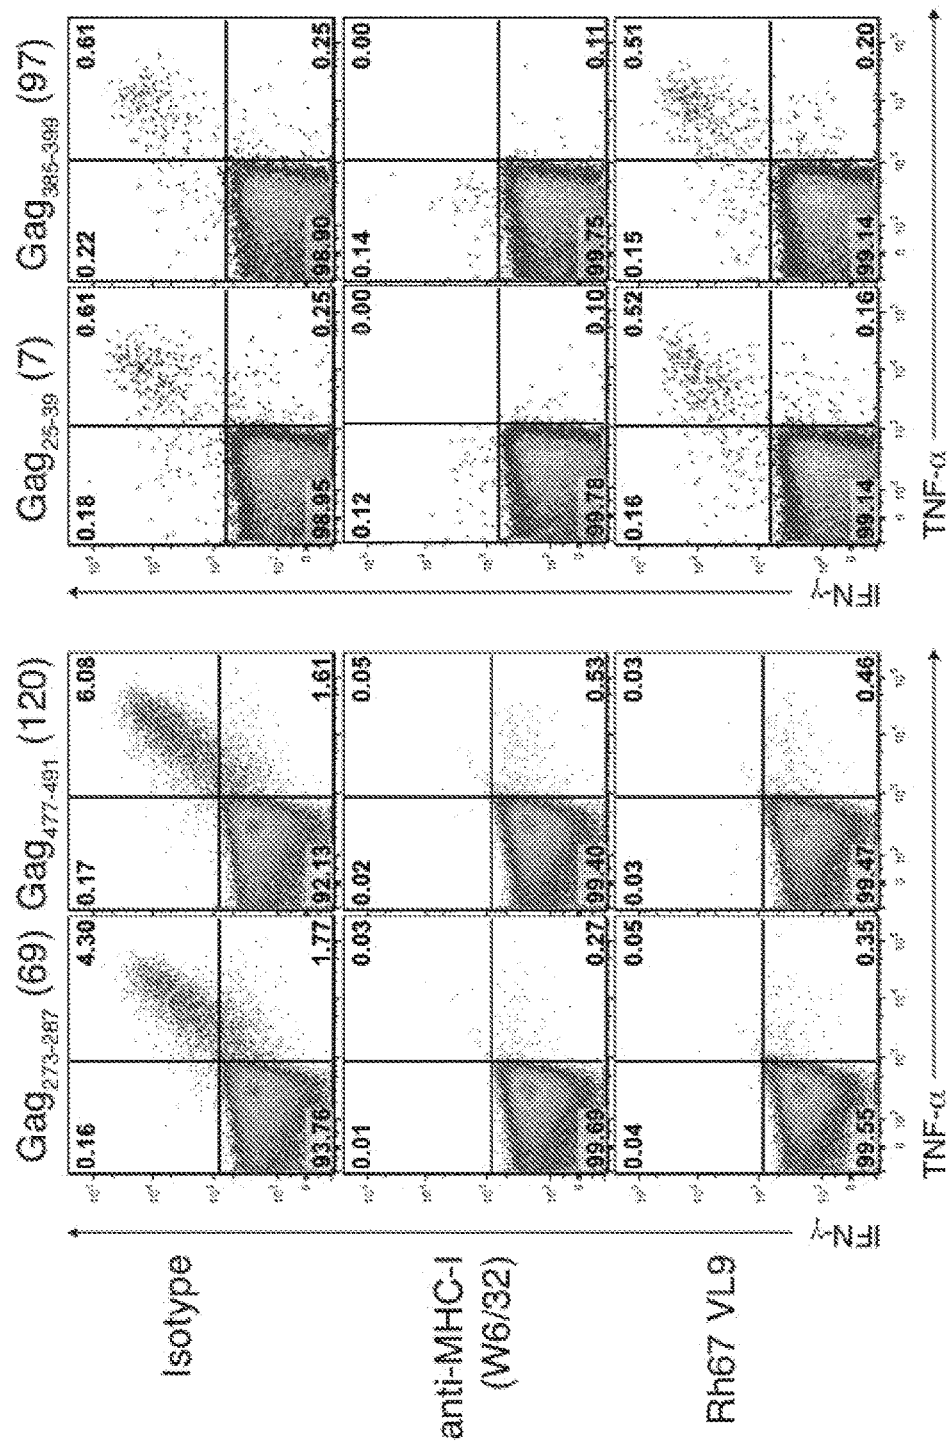 Gag273-287 (69) Gag477-491 (120)
Gag25-39 (7) Gag385-399 (97)
Isotype
0.16 4.30
93.76 1.77
0.17 6.08
92.13 1.61
0.18 0.61
98.95 0.25
0.22 0.61
98.90 0.25
anti-MHC-I
(W6/32)
0.01 0.03
99.69 0.27
0.02 0.05
99.40 0.53
0.12 0.00
99.78 0.10
0.14 0.00
99.75 0.11
Rh67 VL9
0.04 0.05
99.55 0.35
0.03 0.03
99.47 0.46
0.16 0.52
99.14 0.16
0.15 0.51
99.14 0.20
IFN-γ
TNF-α
IFN-γ
TNF-α